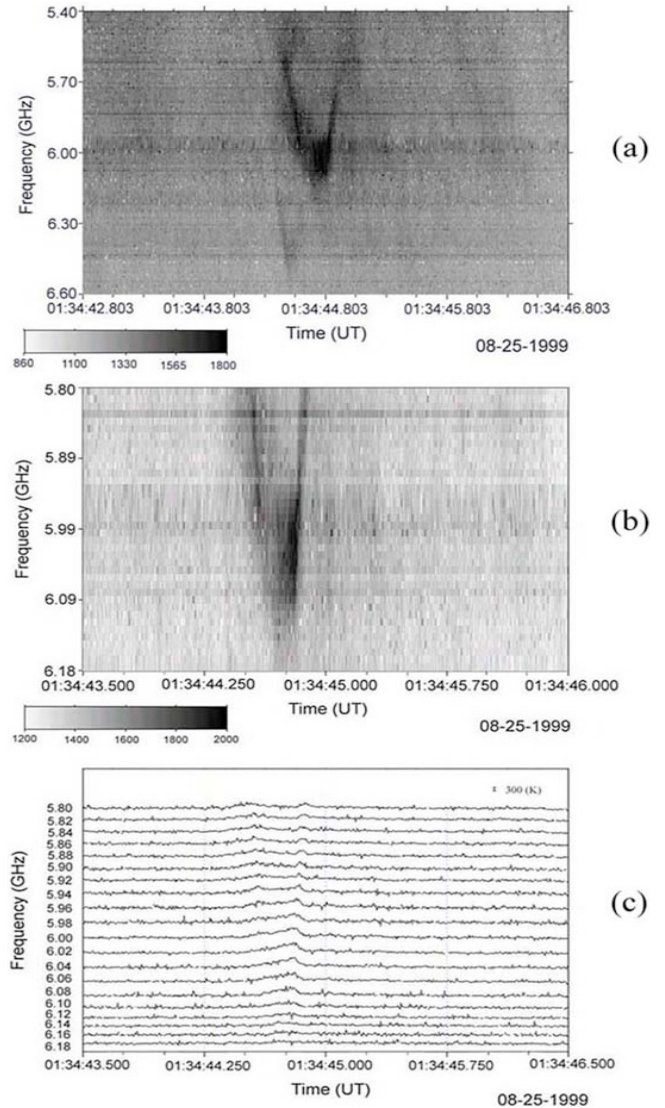 5.40
5.70
6.00
6.30
6.60
Frequency (GHz)
(a)
01:34:42.803 01:34:43.803 01:34:44.803 01:34:45.803 01:34:46.803
Time (UT)
08-25-1999
860 1100 1330 1565 1800
5.80
5.89
5.99
6.09
6.18
Frequency (GHz)
(b)
01:34:43.500 01:34:44.250 01:34:45.000 01:34:45.750 01:34:46.000
Time (UT)
08-25-1999
1200 1400 1600 1800 2000
300 (K)
5.80
5.82
5.84
5.86
5.88
5.90
5.92
5.94
5.96
5.98
6.00
6.02
6.04
6.06
6.08
6.10
6.12
6.14
6.16
6.18
Frequency (GHz)
(c)
01:34:43.500 01:34:44.250 01:34:45.000 01:34:45.750 01:34:46.500
Time (UT)
08-25-1999